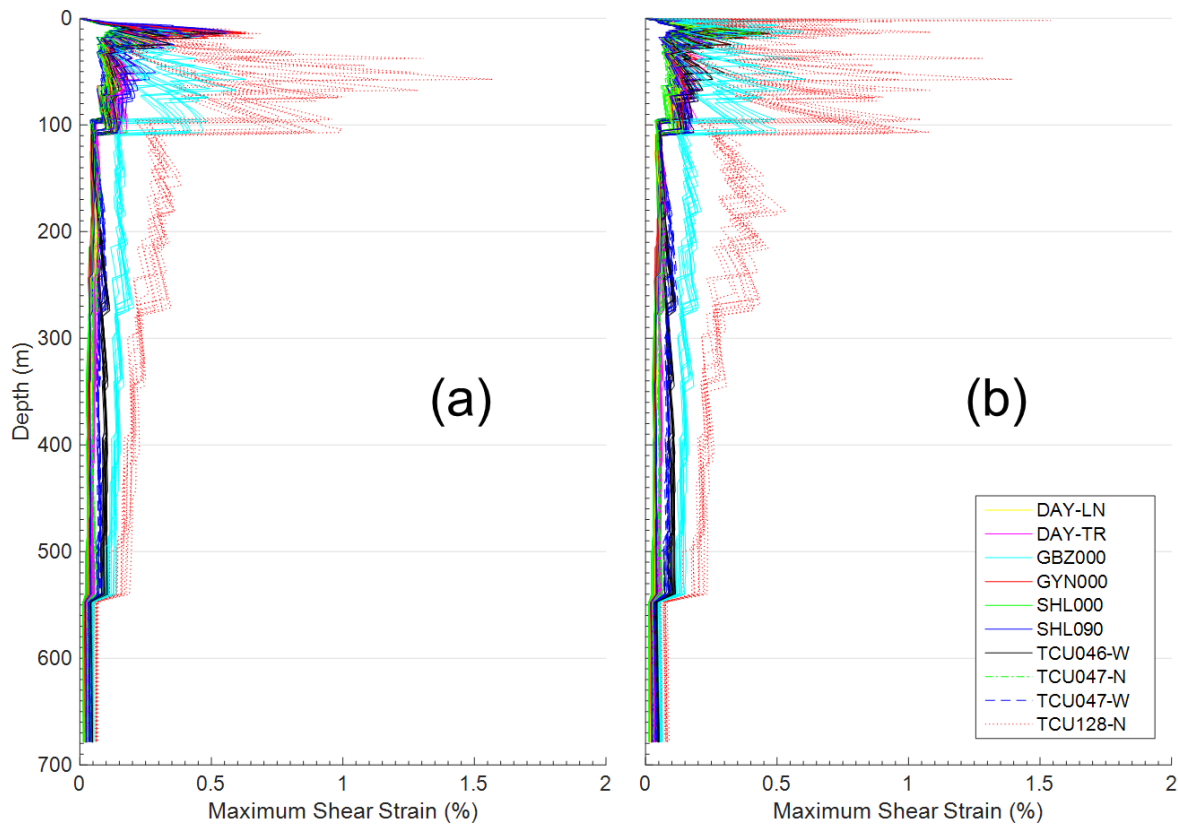 0
100
200
300
400
500
600
700
Depth (m)
(a)
0
0.5
1
1.5
2
Maximum Shear Strain (%)
(b)
DAY-LN
DAY-TR
GBZ000
GYN000
SHL000
SHL090
TCU046-W
TCU047-N
TCU047-W
TCU128-N
0
0.5
1
1.5
2
Maximum Shear Strain (%)